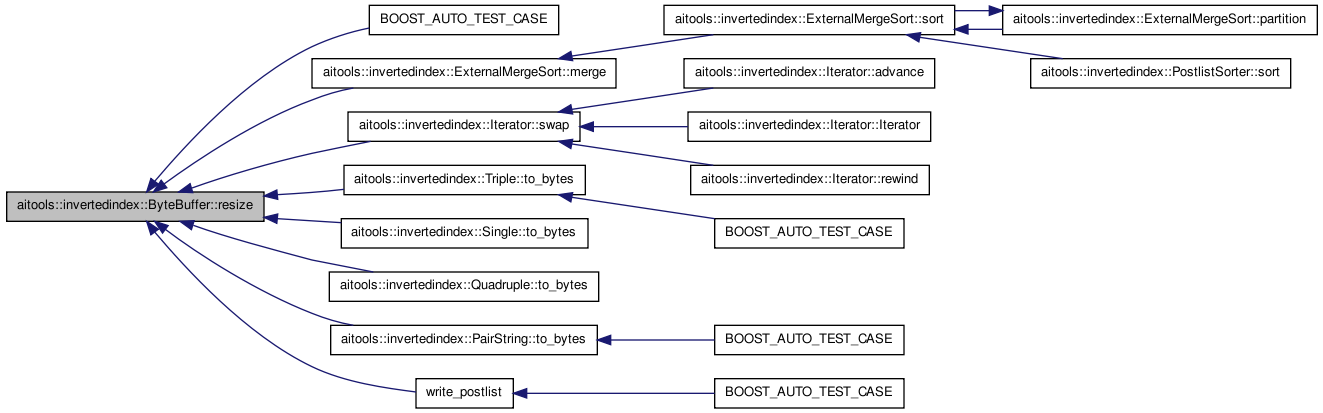 BOOST_AUTO_TEST_CASE
aitools::invertedindex::ExternalMergeSort::sort
aitools::invertedindex::ExternalMergeSort::partition
aitools::invertedindex::ExternalMergeSort::merge
aitools::invertedindex::Iterator::advance
aitools::invertedindex::PostlistSorter::sort
aitools::invertedindex::Iterator::swap
aitools::invertedindex::Iterator::Iterator
aitools::invertedindex::Triple::to_bytes
aitools::invertedindex::Iterator::rewind
aitools::invertedindex::ByteBuffer::resize
aitools::invertedindex::Single::to_bytes
BOOST_AUTO_TEST_CASE
aitools::invertedindex::Quadruple::to_bytes
aitools::invertedindex::PairString::to_bytes
BOOST_AUTO_TEST_CASE
write_postlist
BOOST_AUTO_TEST_CASE